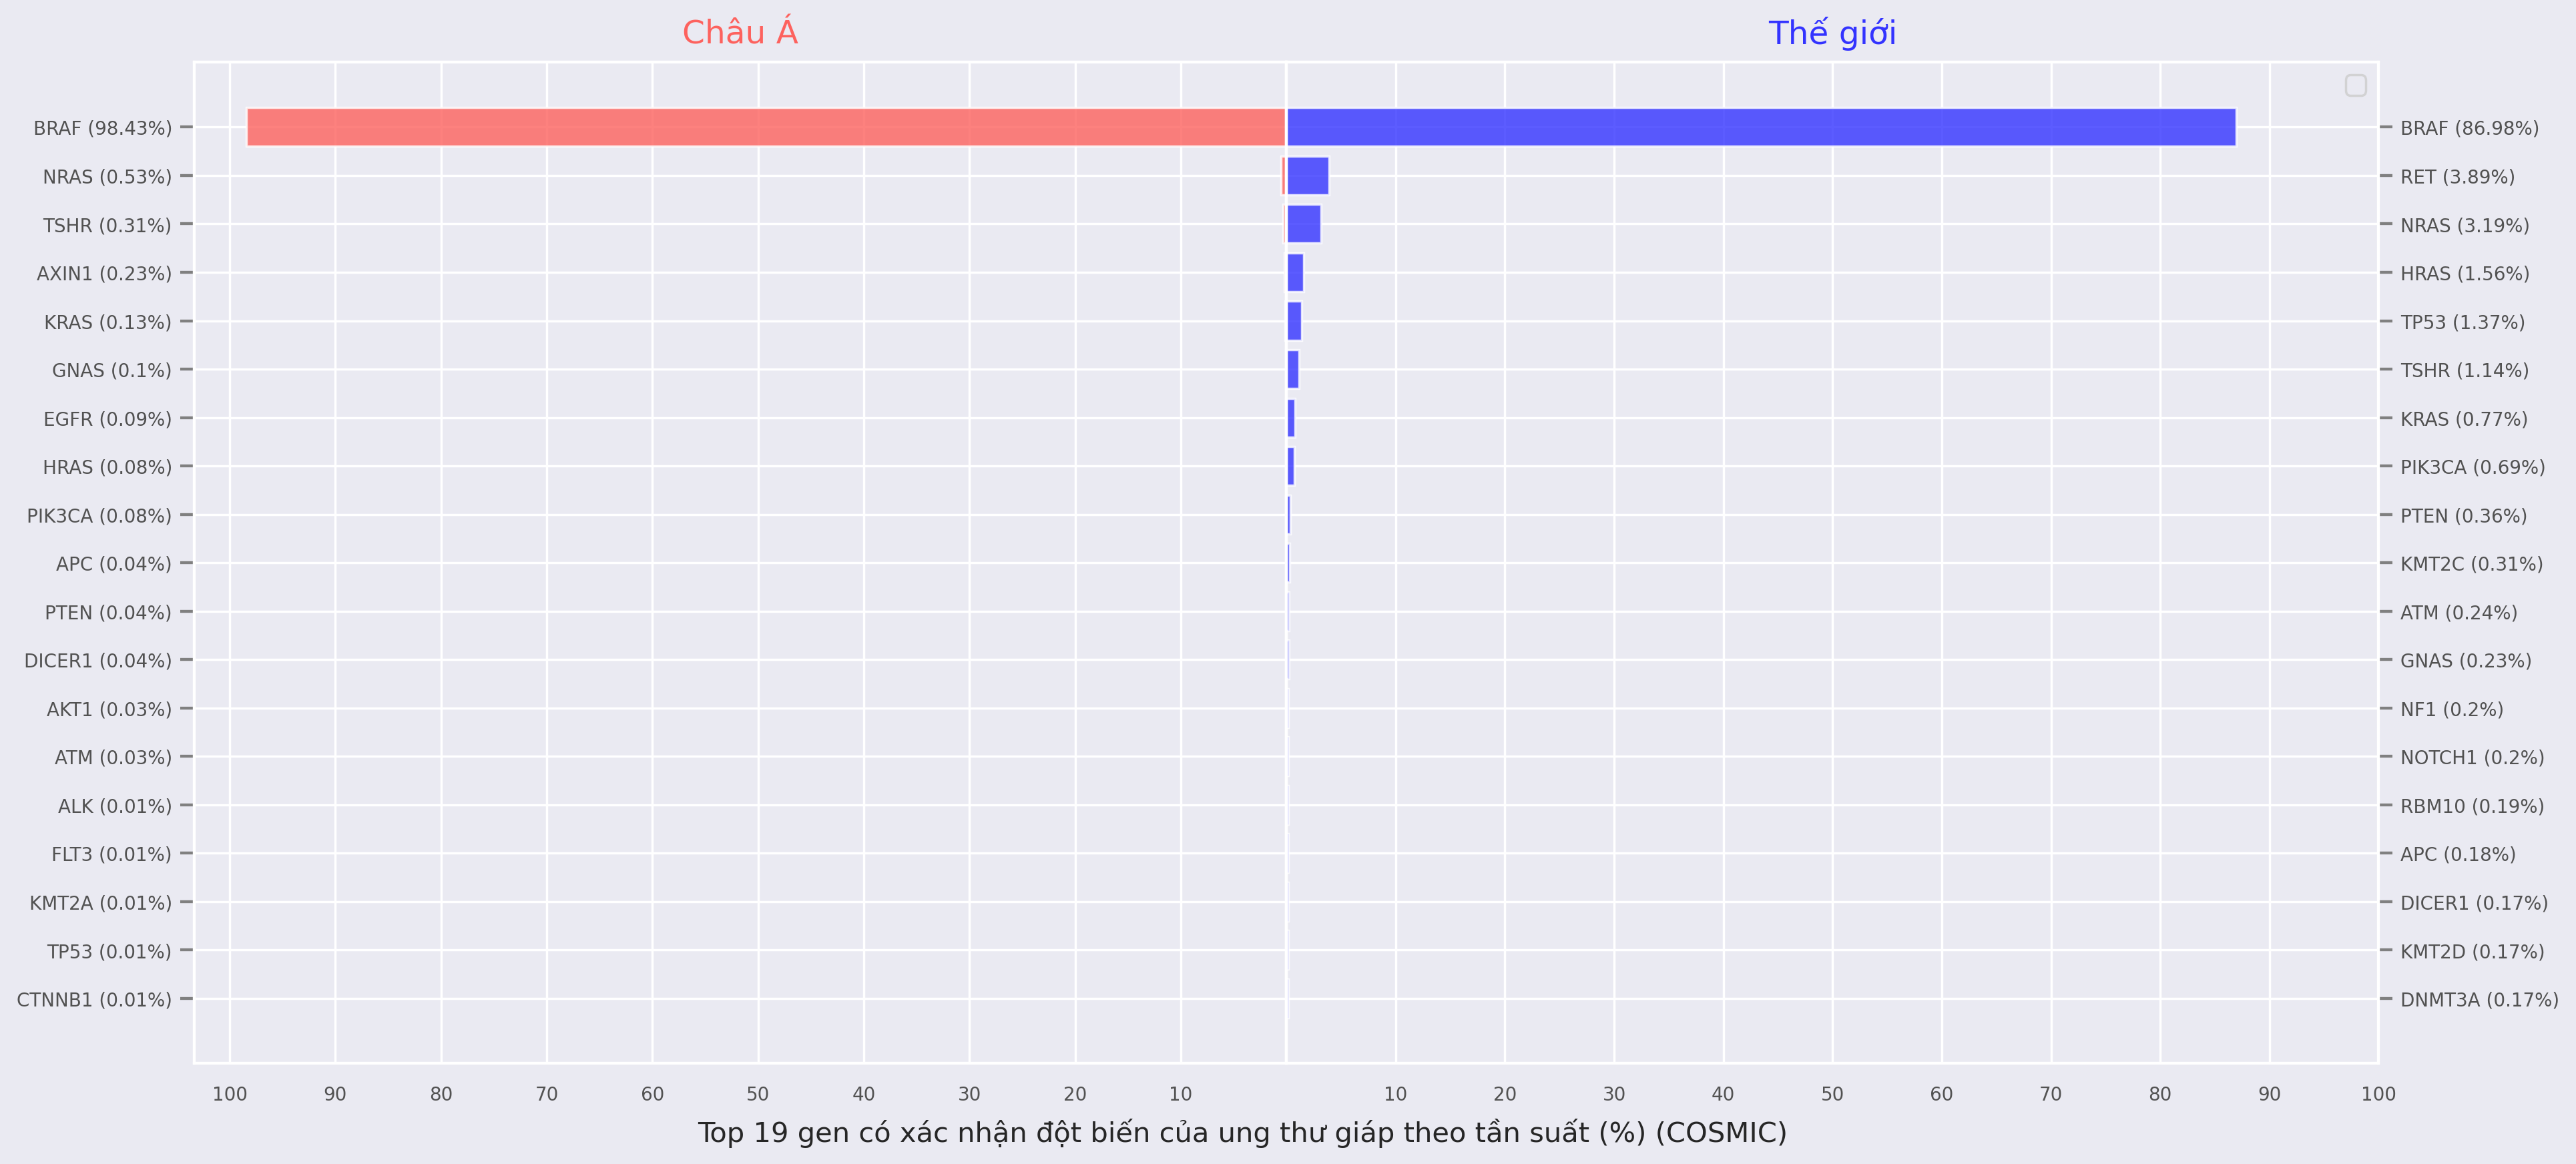 Châu Á Thế giới
BRAF (98.43%) BRAF (86.98%)
NRAS (0.53%) RET (3.89%)
TSHR (0.31%) NRAS (3.19%)
AXIN1 (0.23%) HRAS (1.56%)
KRAS (0.13%) TP53 (1.37%)
GNAS (0.1%) TSHR (1.14%)
EGFR (0.09%) KRAS (0.77%)
HRAS (0.08%) PIK3CA (0.69%)
PIK3CA (0.08%) PTEN (0.36%)
APC (0.04%) KMT2C (0.31%)
PTEN (0.04%) ATM (0.24%)
DICER1 (0.04%) GNAS (0.23%)
AKT1 (0.03%) NF1 (0.2%)
ATM (0.03%) NOTCH1 (0.2%)
ALK (0.01%) RBM10 (0.19%)
FLT3 (0.01%) APC (0.18%)
KMT2A (0.01%) DICER1 (0.17%)
TP53 (0.01%) KMT2D (0.17%)
CTNNB1 (0.01%) DNMT3A (0.17%)
100 90 80 70 60 50 40 30 20 10 10 20 30 40 50 60 70 80 90 100
Top 19 gen có xác nhận đột biến của ung thư giáp theo tần suất (%) (COSMIC)